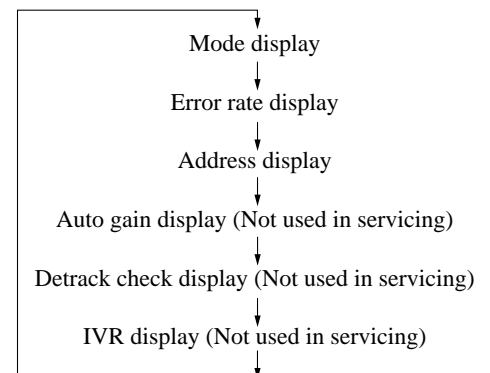 Mode display
Error rate display
Address display
Auto gain display (Not used in servicing)
Detrack check display (Not used in servicing)
IVR display (Not used in servicing)